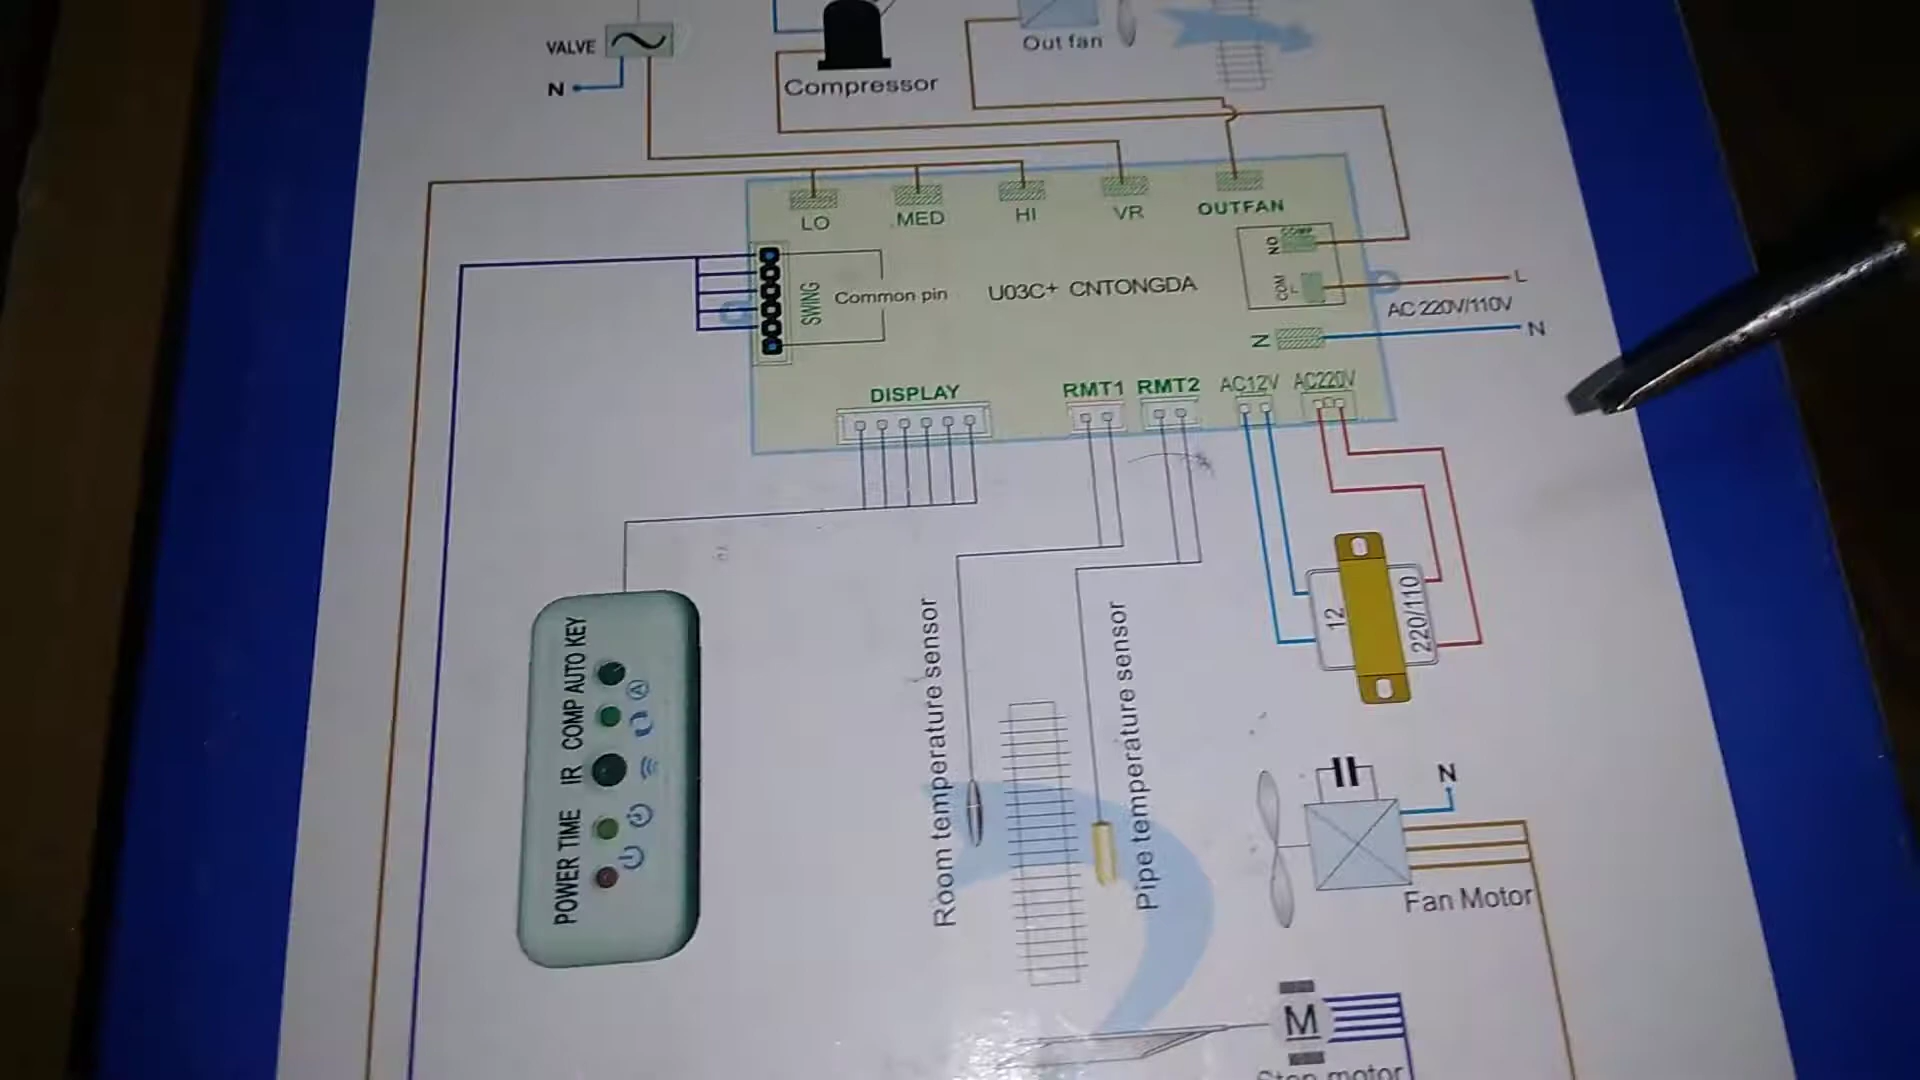 VALVE
N
Compressor
Out fan
LO
MED
HI
VR
OUTFAN
NO
COMP
COM
L
SWING
Common pin
U03C+ CNTONGDA
L
AC 220V/110V
N
N
DISPLAY
RMT1
RMT2
AC12V
AC220V
12
220/110
POWER TIME IR COMP AUTO KEY
A
Room temperature sensor
Pipe temperature sensor
N
Fan Motor
M
Step motor